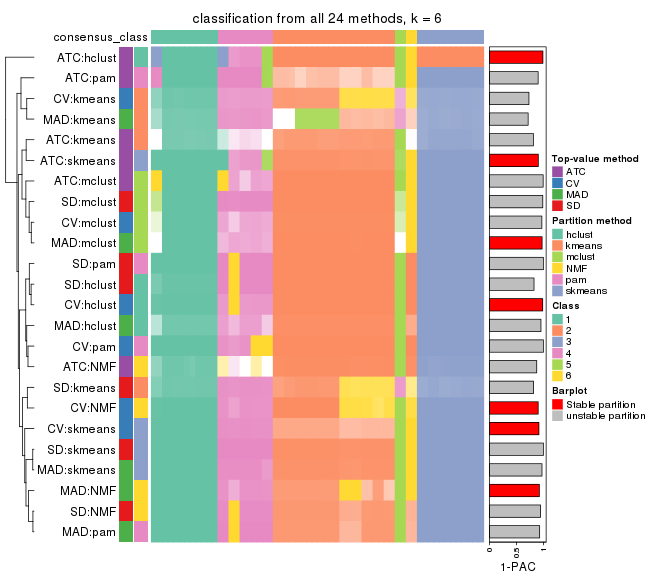 classification from all 24 methods, k = 6
consensus_class
ATC:hclust
ATC:pam
CV:kmeans
MAD:kmeans
ATC:kmeans
ATC:skmeans
ATC:mclust
SD:mclust
CV:mclust
MAD:mclust
SD:pam
SD:hclust
CV:hclust
MAD:hclust
CV:pam
ATC:NMF
SD:kmeans
CV:NMF
CV:skmeans
SD:skmeans
MAD:skmeans
MAD:NMF
SD:NMF
MAD:pam
0
0.5
1
1-PAC
Top-value method
ATC
CV
MAD
SD
Partition method
hclust
kmeans
mclust
NMF
pam
skmeans
Class
1
2
3
4
5
6
Barplot
Stable partition
unstable partition